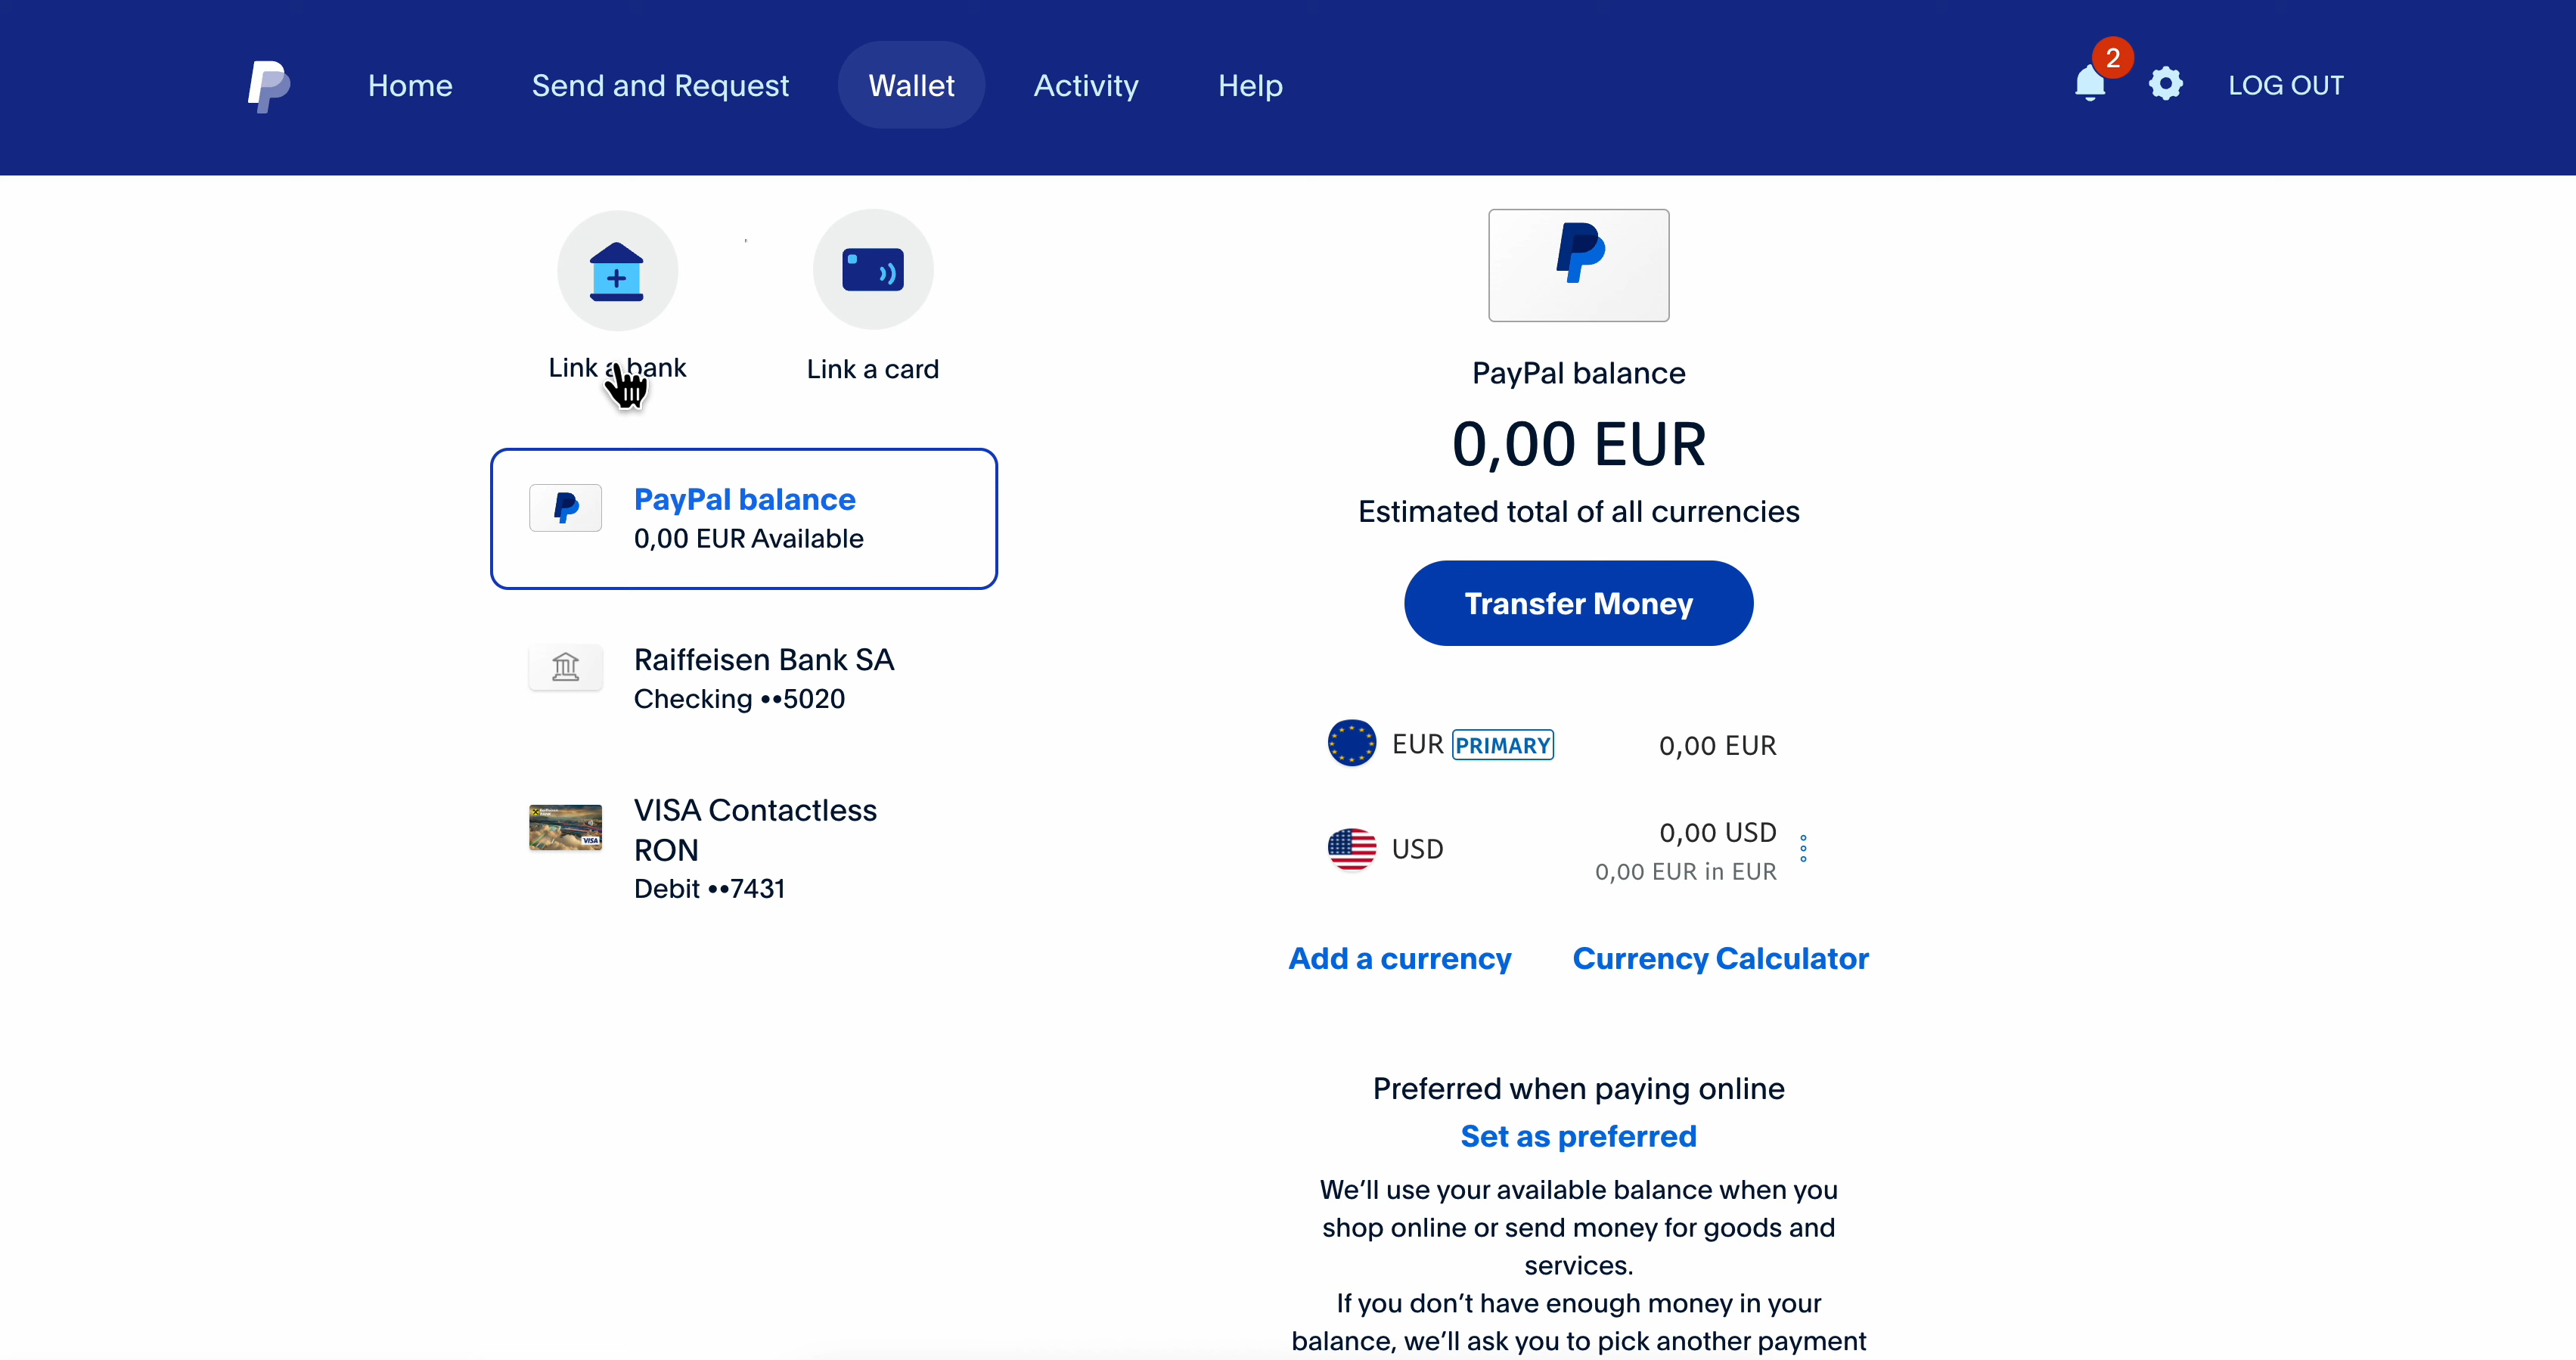 Home
Send and Request
Wallet
Activity
Help
2
LOG OUT
Link a bank
Link a card
PayPal balance
0,00 EUR Available
Raiffeisen Bank SA
Checking ••5020
VISA Contactless
RON
Debit ••7431
PayPal balance
0,00 EUR
Estimated total of all currencies
Transfer Money
EUR PRIMARY 0,00 EUR
USD 0,00 USD
0,00 EUR in EUR
Add a currency
Currency Calculator
Preferred when paying online
Set as preferred
We’ll use your available balance when you
shop online or send money for goods and
services.
If you don’t have enough money in your
balance, we’ll ask you to pick another payment